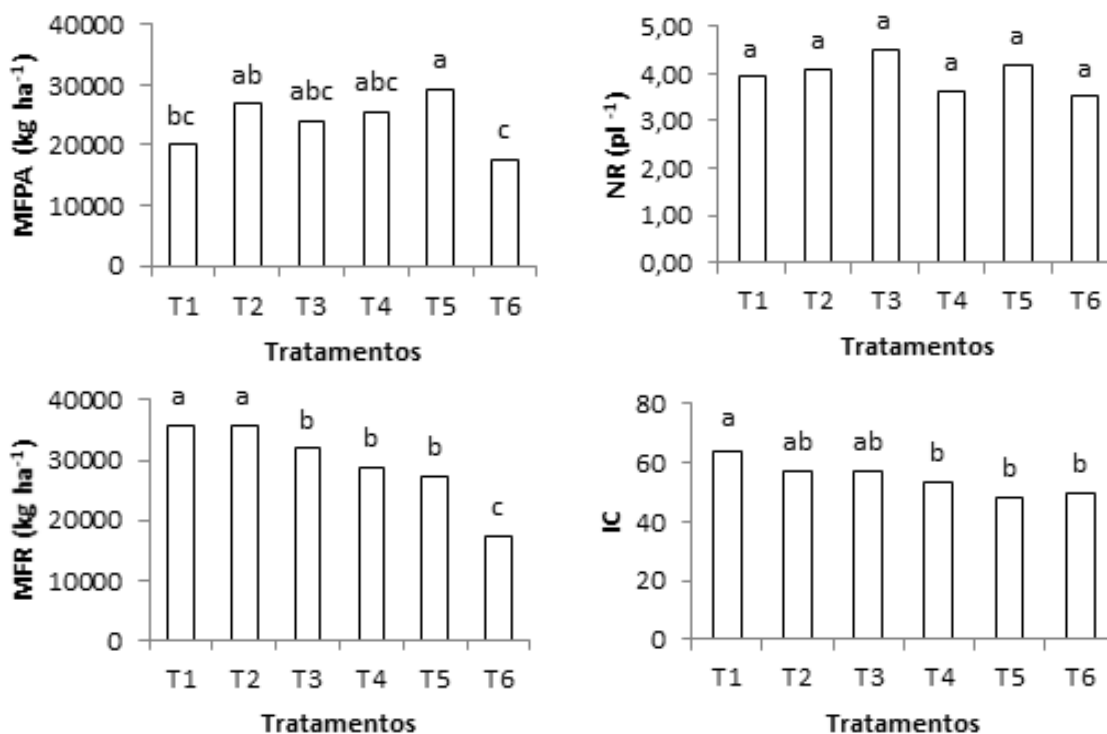 MFPA (kg ha⁻¹)
40000
30000
20000
10000
0
bc
ab
abc
abc
a
c
T1 T2 T3 T4 T5 T6
Tratamentos
NR (pl ⁻¹)
5,00
4,00
3,00
2,00
1,00
0,00
a
a
a
a
a
a
T1 T2 T3 T4 T5 T6
Tratamentos
MFR (kg ha⁻¹)
40000
30000
20000
10000
0
a
a
b
b
b
c
T1 T2 T3 T4 T5 T6
Tratamentos
IC
80
60
40
20
0
a
ab
ab
b
b
b
T1 T2 T3 T4 T5 T6
Tratamentos